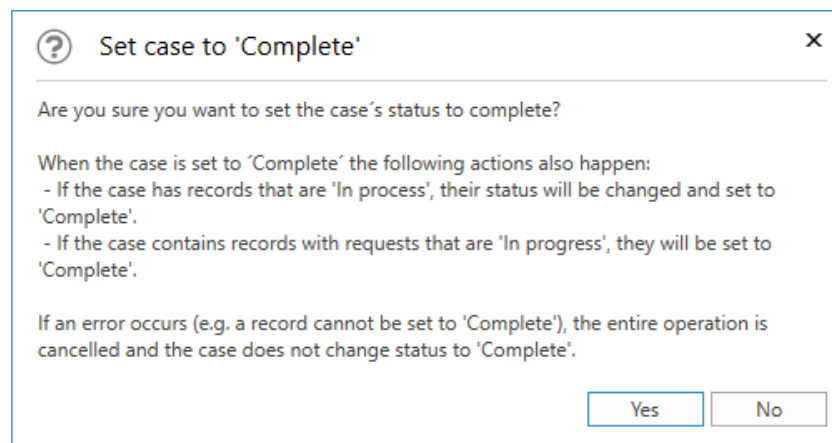 Set case to 'Complete'
Are you sure you want to set the case´s status to complete?
When the case is set to ´Complete´ the following actions also happen:
- If the case has records that are 'In process', their status will be changed and set to
'Complete'.
- If the case contains records with requests that are 'In progress', they will be set to
'Complete'.
If an error occurs (e.g. a record cannot be set to 'Complete'), the entire operation is
cancelled and the case does not change status to 'Complete'.
Yes No